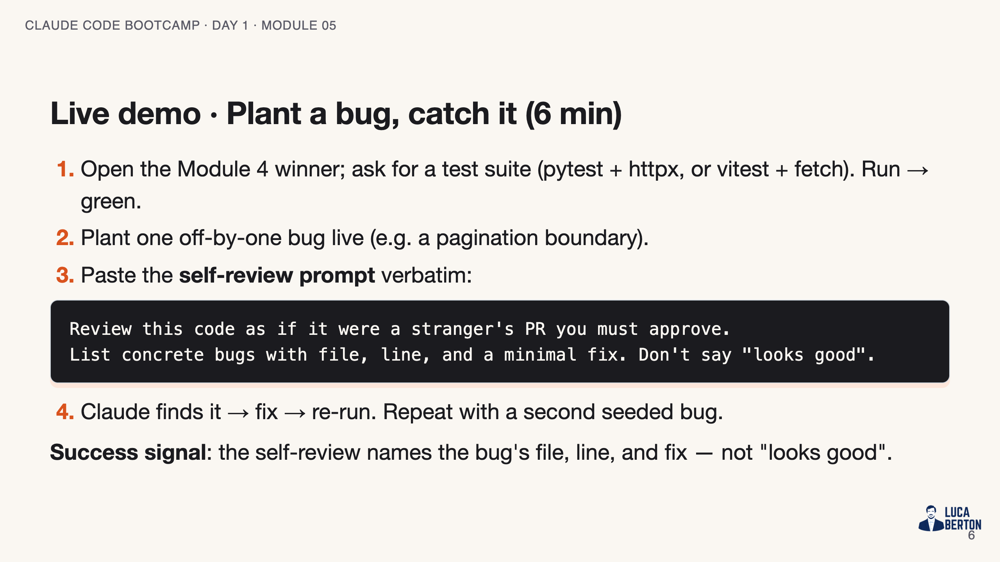 CLAUDE CODE BOOTCAMP · DAY 1 · MODULE 05
Live demo · Plant a bug, catch it (6 min)
1. Open the Module 4 winner; ask for a test suite (pytest + httpx, or vitest + fetch). Run →
green.
2. Plant one off-by-one bug live (e.g. a pagination boundary).
3. Paste the self-review prompt verbatim:
Review this code as if it were a stranger's PR you must approve.
List concrete bugs with file, line, and a minimal fix. Don't say "looks good".
4. Claude finds it → fix → re-run. Repeat with a second seeded bug.
Success signal: the self-review names the bug's file, line, and fix — not "looks good".
LUCA
BERTON
6